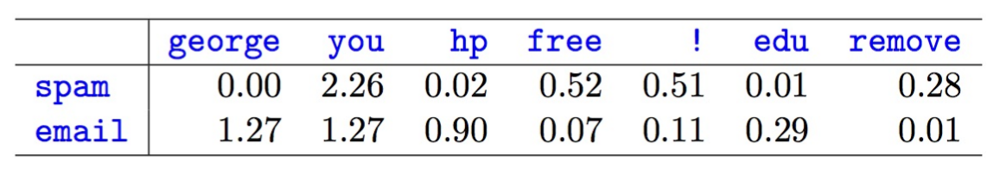 george you hp free ! edu remove
spam 0.00 2.26 0.02 0.52 0.51 0.01 0.28
email 1.27 1.27 0.90 0.07 0.11 0.29 0.01